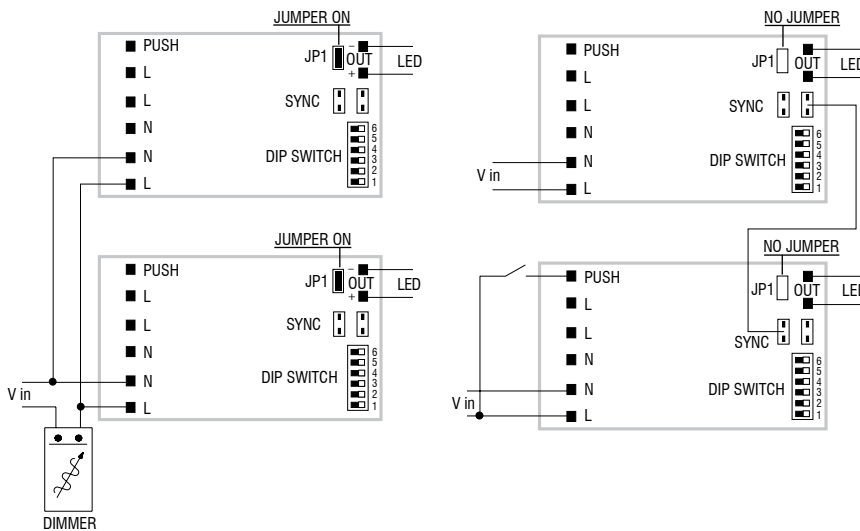 JUMPER ON
PUSH
JP1
−
OUT
+
LED
L
L
SYNC
N
N
L
DIP SWITCH
6
5
4
3
2
1
NO JUMPER
PUSH
JP1
OUT
LED
L
L
SYNC
N
N
L
DIP SWITCH
6
5
4
3
2
1
V in
JUMPER ON
PUSH
JP1
−
OUT
+
LED
L
L
SYNC
N
N
L
DIP SWITCH
6
5
4
3
2
1
V in
DIMMER
NO JUMPER
PUSH
JP1
OUT
LED
L
L
SYNC
N
N
L
DIP SWITCH
6
5
4
3
2
1
V in